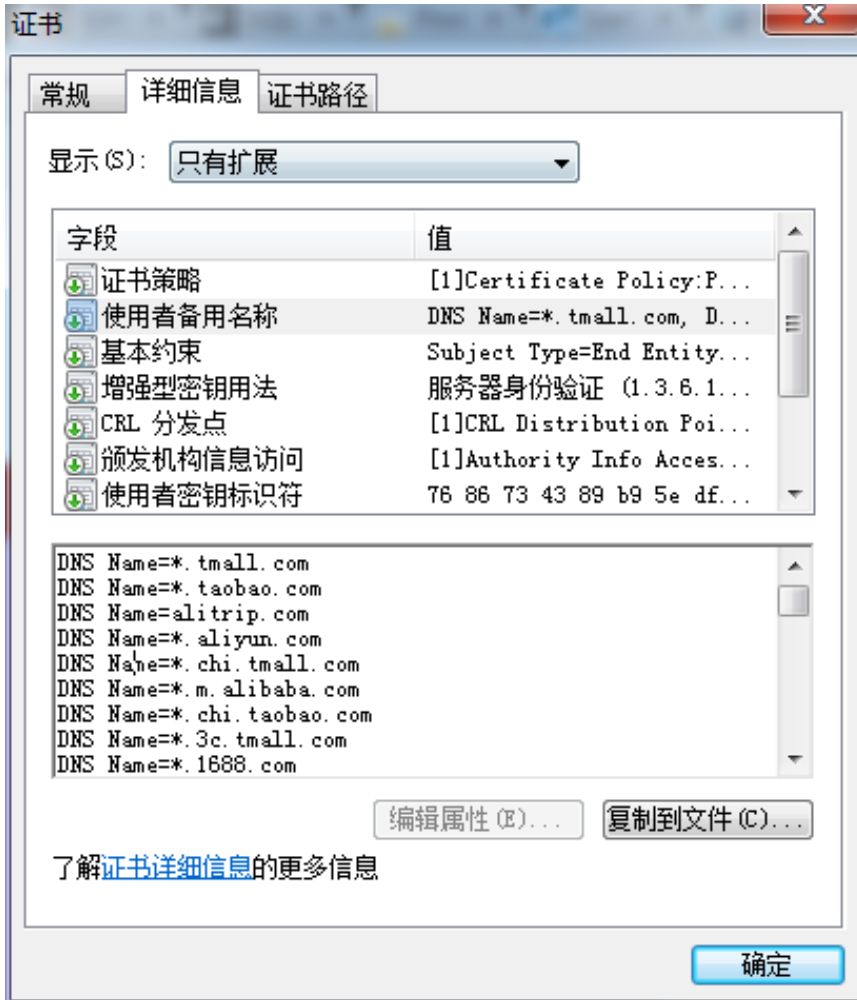 证书
常规 详细信息 证书路径
显示(S): 只有扩展
字段 值
证书策略 [1]Certificate Policy:P...
使用者备用名称 DNS Name=*.tmall.com, D...
基本约束 Subject Type=End Entity...
增强型密钥用法 服务器身份验证 (1.3.6.1...
CRL 分发点 [1]CRL Distribution Poi...
颁发机构信息访问 [1]Authority Info Acces...
使用者密钥标识符 76 86 73 43 89 b9 5e df...
DNS Name=*.tmall.com
DNS Name=*.taobao.com
DNS Name=alitrip.com
DNS Name=*.aliyun.com
DNS Name=*.chi.tmall.com
DNS Name=*.m.alibaba.com
DNS Name=*.chi.taobao.com
DNS Name=*.3c.tmall.com
DNS Name=*.1688.com
编辑属性(E)... 复制到文件(C)...
了解证书详细信息的更多信息
确定